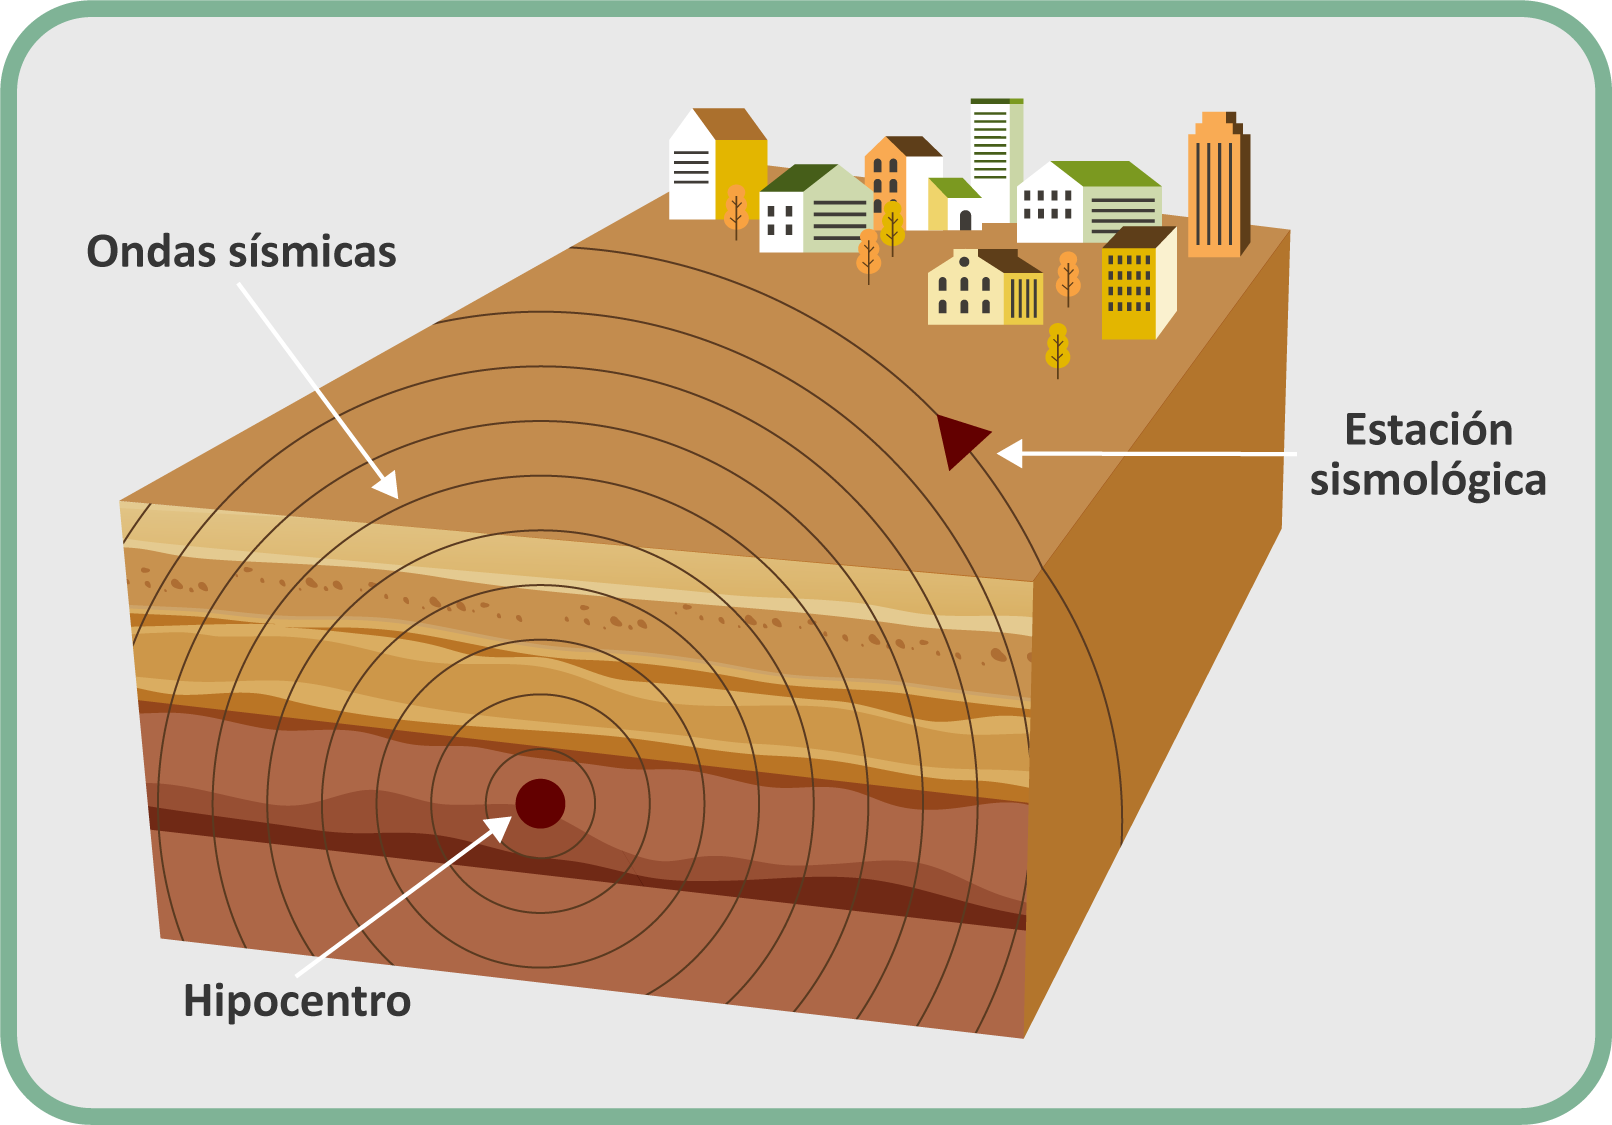 Ondas sísmicas
Estación
sismológica
Hipocentro